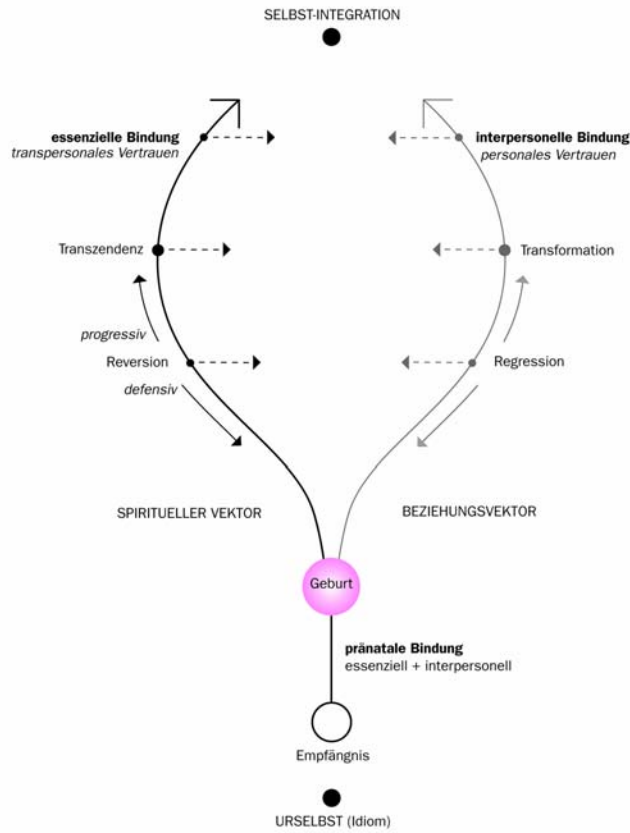 SELBST-INTEGRATION
essenzielle Bindung
transpersonales Vertrauen
interpersonelle Bindung
personales Vertrauen
Transzendenz
Transformation
progressiv
Reversion
Regression
defensiv
SPIRITUELLER VEKTOR
BEZIEHUNGSVEKTOR
Geburt
pränatale Bindung
essenziell + interpersonell
Empfängnis
URSELBST (Idiom)